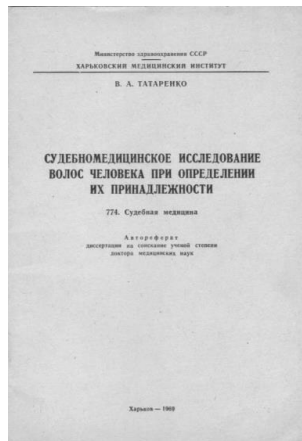 Министерство здравоохранения СССР
ХАРЬКОВСКИЙ МЕДИЦИНСКИЙ ИНСТИТУТ
В. А. ТАТАРЕНКО
СУДЕБНОМЕДИЦИНСКОЕ ИССЛЕДОВАНИЕ
ВОЛОС ЧЕЛОВЕКА ПРИ ОПРЕДЕЛЕНИИ
ИХ ПРИНАДЛЕЖНОСТИ
774. Судебная медицина
Автореферат
диссертации на соискание ученой степени
доктора медицинских наук
Харьков — 1969